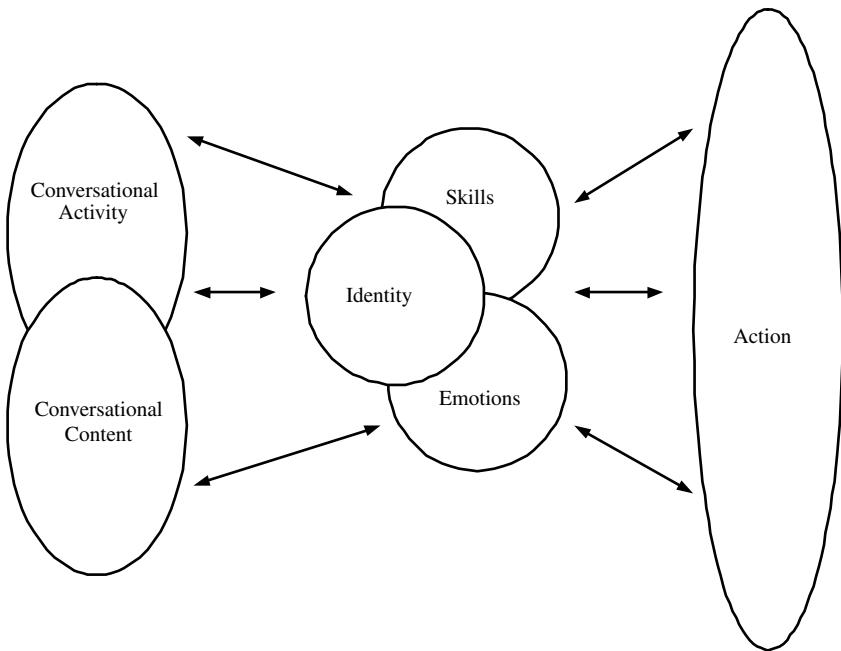 Conversational
Activity
Conversational
Content
Skills
Identity
Emotions
Action